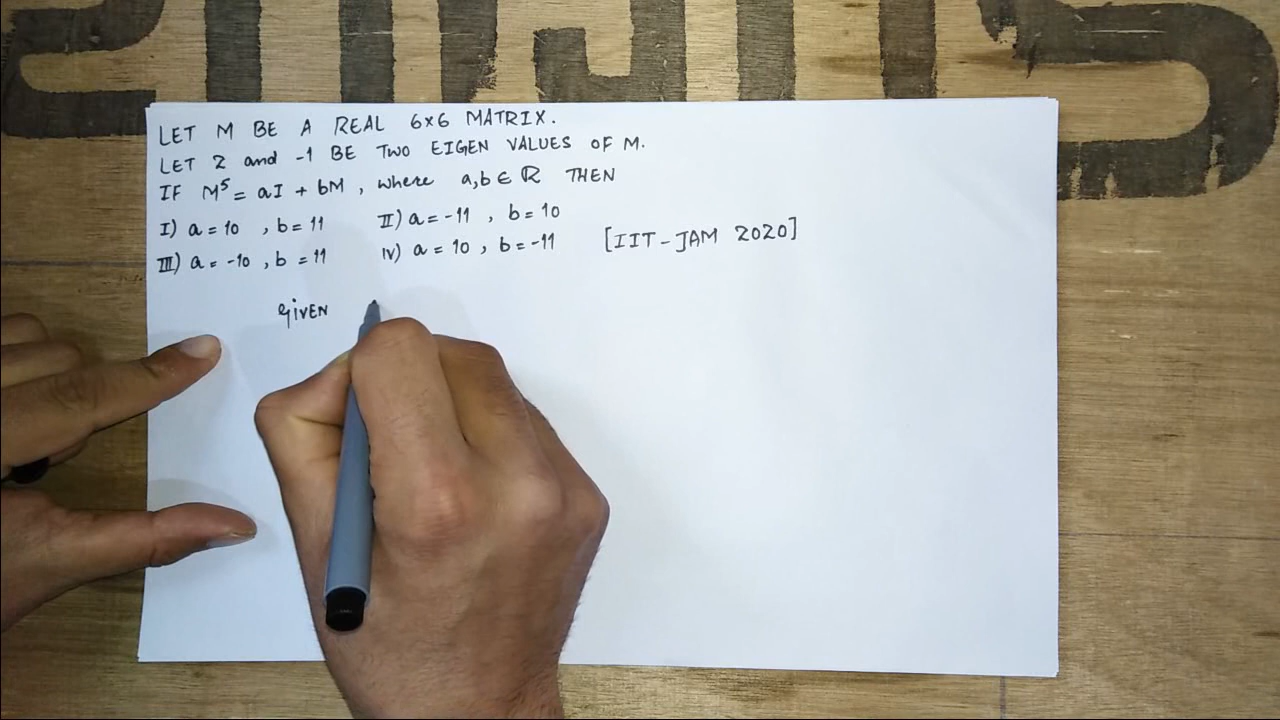 LET M BE A REAL 6×6 MATRIX.
LET 2 and -1 BE TWO EIGEN VALUES OF M.
IF M⁵ = aI + bM , where a,b ∈ ℝ THEN
I) a = 10 , b = 11 II) a = -11 , b = 10
III) a = -10 , b = 11 IV) a = 10 , b = -11 [IIT-JAM 2020]
GIVEN